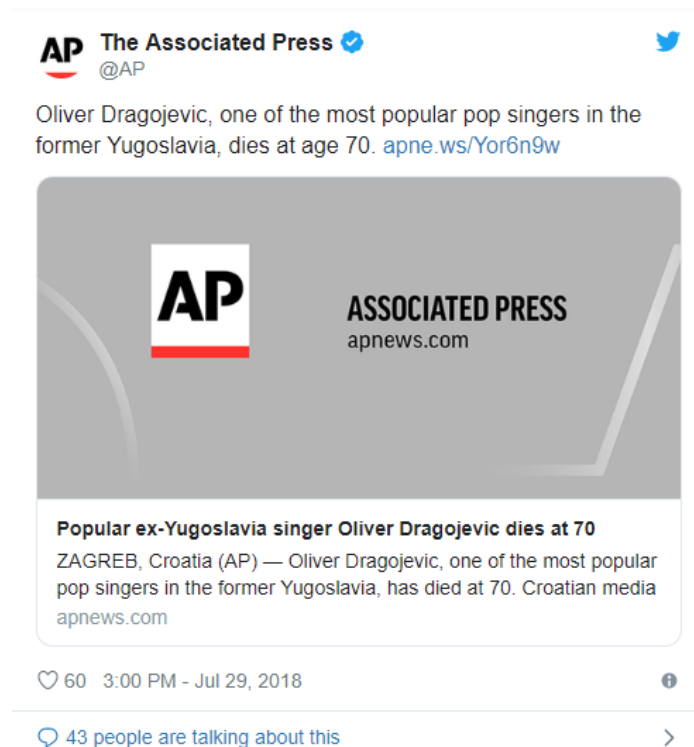 AP The Associated Press
@AP
Oliver Dragojevic, one of the most popular pop singers in the
former Yugoslavia, dies at age 70. apne.ws/Yor6n9w
AP
ASSOCIATED PRESS
apnews.com
Popular ex-Yugoslavia singer Oliver Dragojevic dies at 70
ZAGREB, Croatia (AP) — Oliver Dragojevic, one of the most popular
pop singers in the former Yugoslavia, has died at 70. Croatian media
apnews.com
60 3:00 PM - Jul 29, 2018
43 people are talking about this